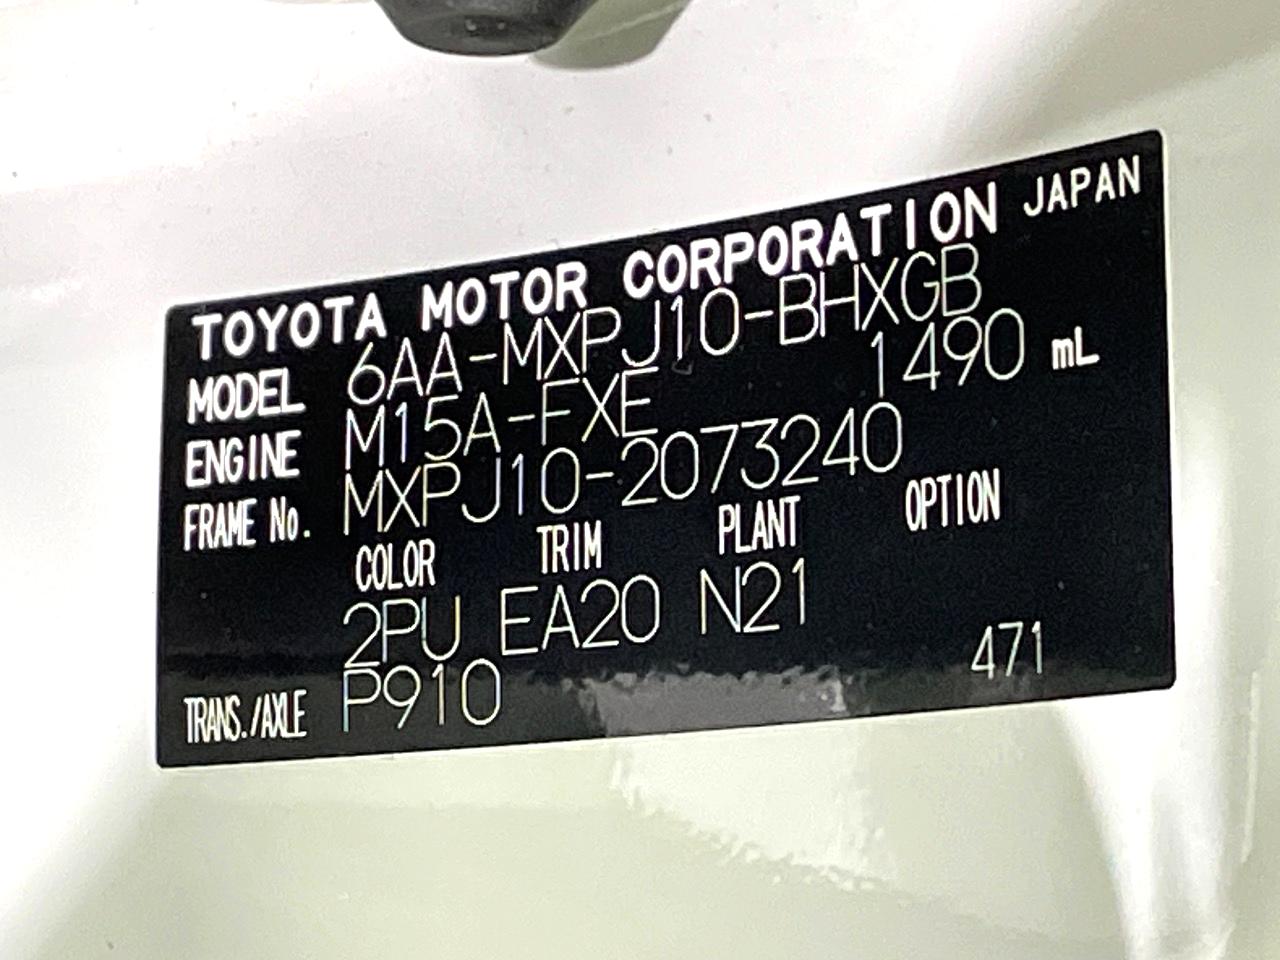 TOYOTA MOTOR CORPORATION JAPAN
MODEL 6AA-MXPJ10-BHXGB
ENGINE M15A-FXE 1490 mL
FRAME No. MXPJ10-2073240
COLOR TRIM PLANT OPTION
2PU EA20 N21
TRANS./AXLE P910 471